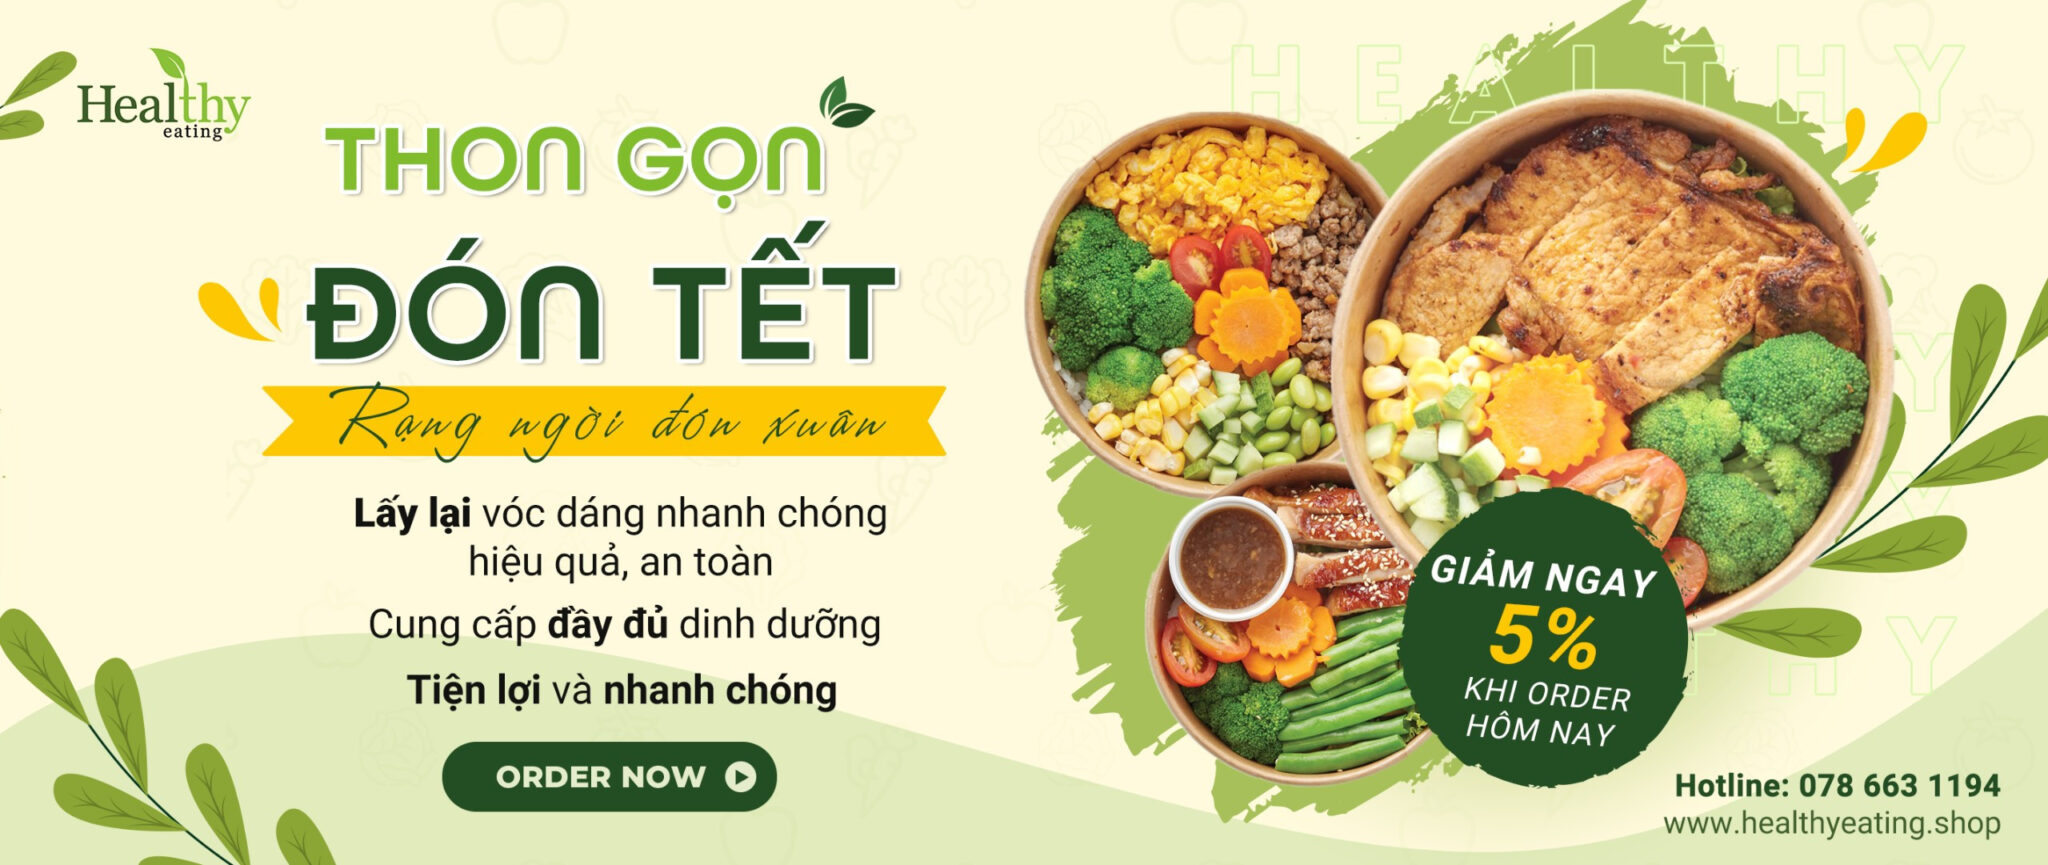 Healthy
eating
THON GỌN
ĐÓN TẾT
Rạng ngời đón xuân
Lấy lại vóc dáng nhanh chóng
hiệu quả, an toàn
Cung cấp đầy đủ dinh dưỡng
Tiện lợi và nhanh chóng
ORDER NOW
HEALTHY
GIẢM NGAY
5%
KHI ORDER
HÔM NAY
THY
Hotline: 078 663 1194
www.healthyeating.shop